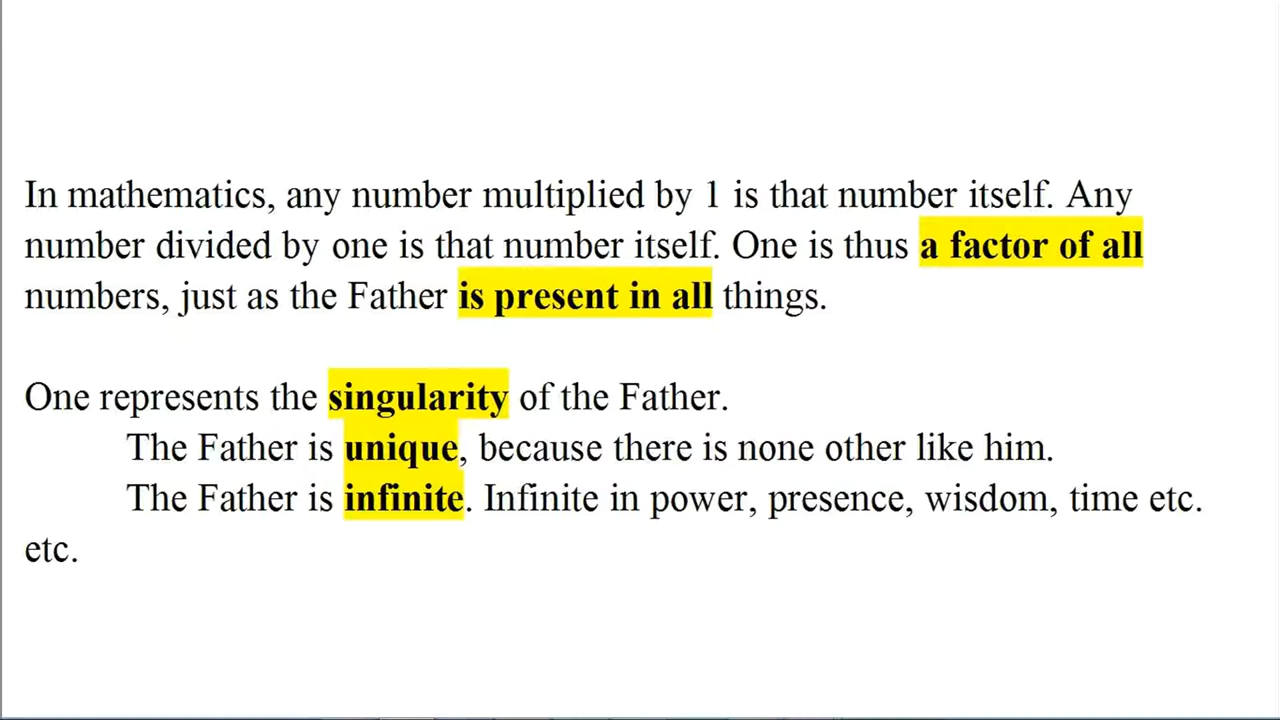 In mathematics, any number multiplied by 1 is that number itself. Any
number divided by one is that number itself. One is thus a factor of all
numbers, just as the Father is present in all things.
One represents the singularity of the Father.
The Father is unique, because there is none other like him.
The Father is infinite. Infinite in power, presence, wisdom, time etc.
etc.